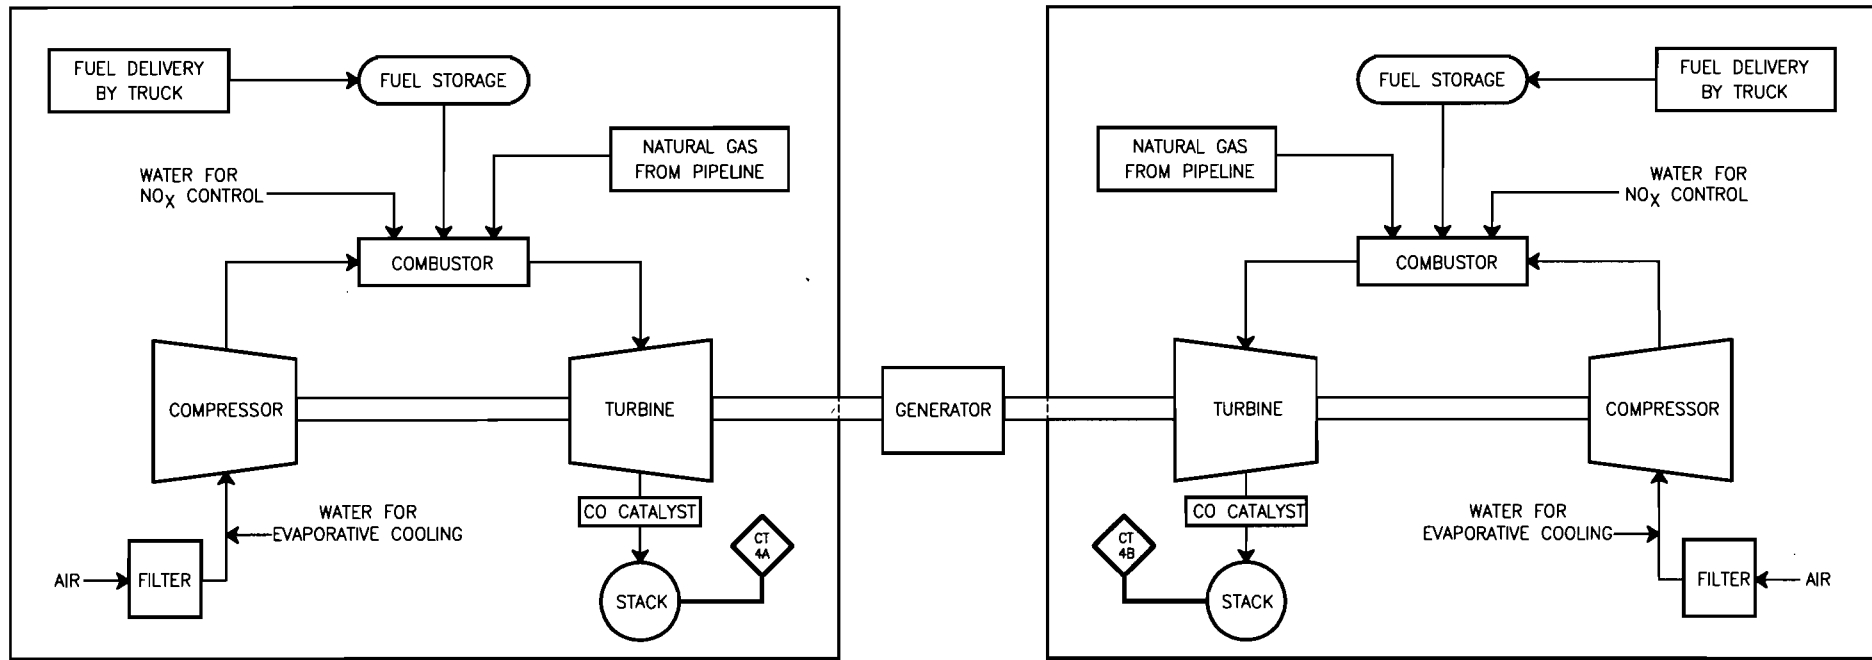 FUEL DELIVERY
BY TRUCK
FUEL STORAGE
NATURAL GAS
FROM PIPELINE
WATER FOR
NOX CONTROL
COMBUSTOR
COMPRESSOR
TURBINE
CO CATALYST
WATER FOR
EVAPORATIVE COOLING
AIR
FILTER
STACK
CT
4A
GENERATOR
FUEL STORAGE
FUEL DELIVERY
BY TRUCK
NATURAL GAS
FROM PIPELINE
WATER FOR
NOX CONTROL
COMBUSTOR
TURBINE
COMPRESSOR
CO CATALYST
WATER FOR
EVAPORATIVE COOLING
CT
4B
STACK
FILTER
AIR